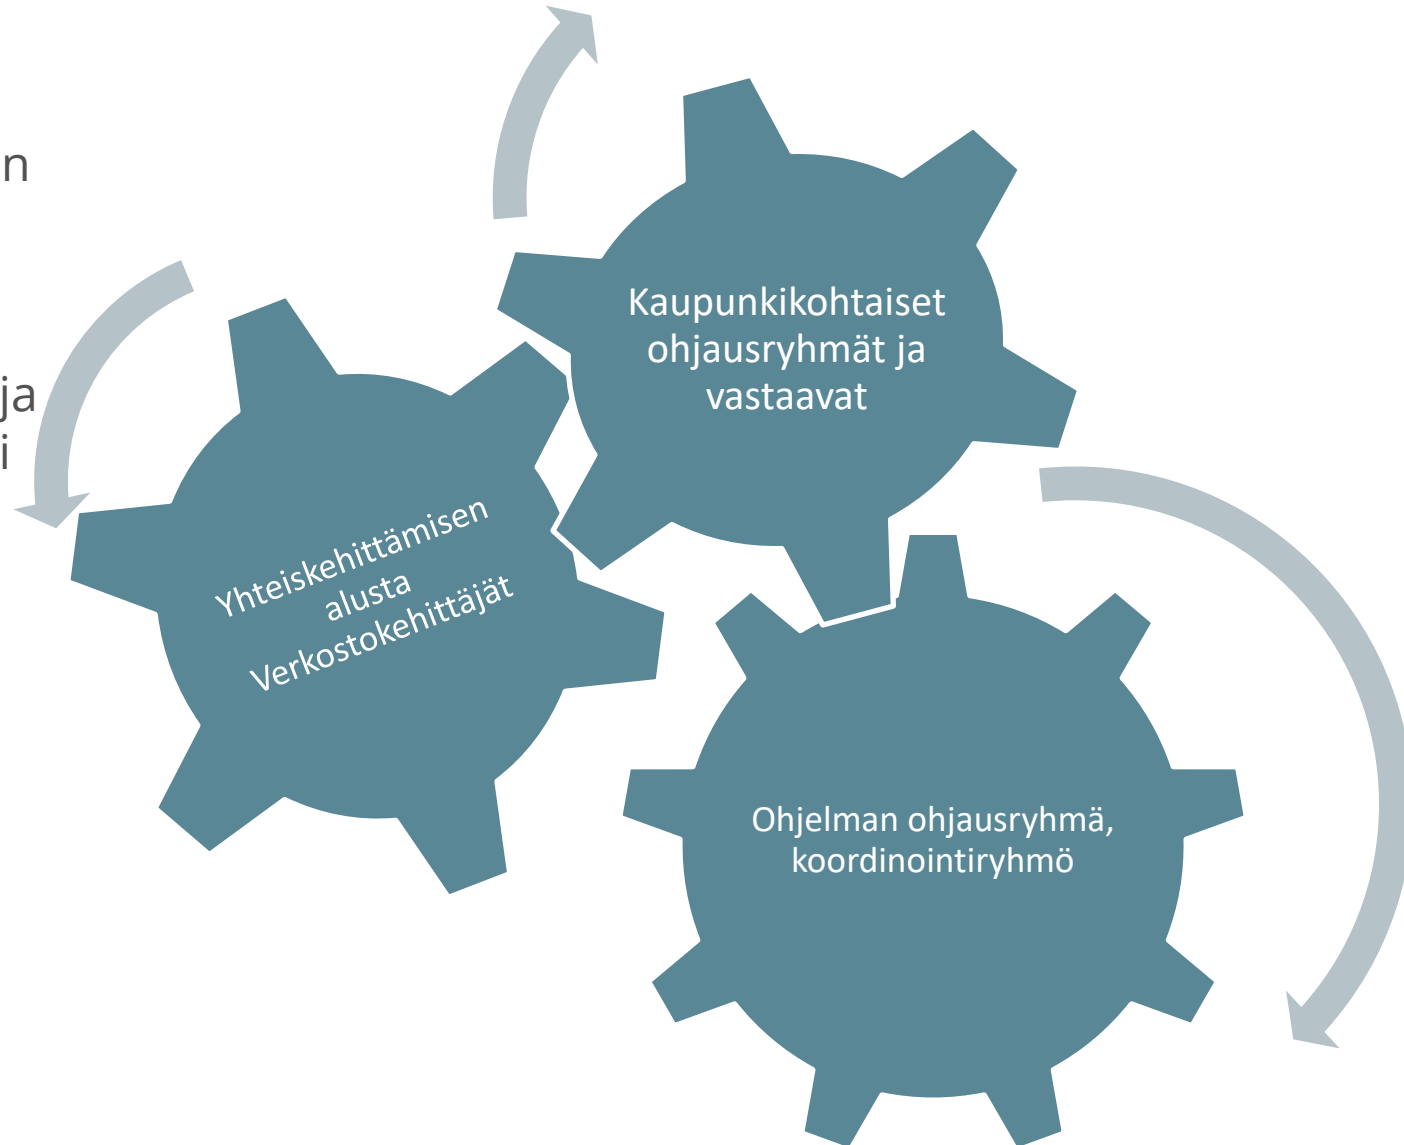 n
ja
i
Kaupunkikohtaiset
ohjausryhmät ja
vastaavat
Yhteiskehittämisen
alusta
Verkostokehittäjät
Ohjelman ohjausryhmä,
koordinointiryhmö